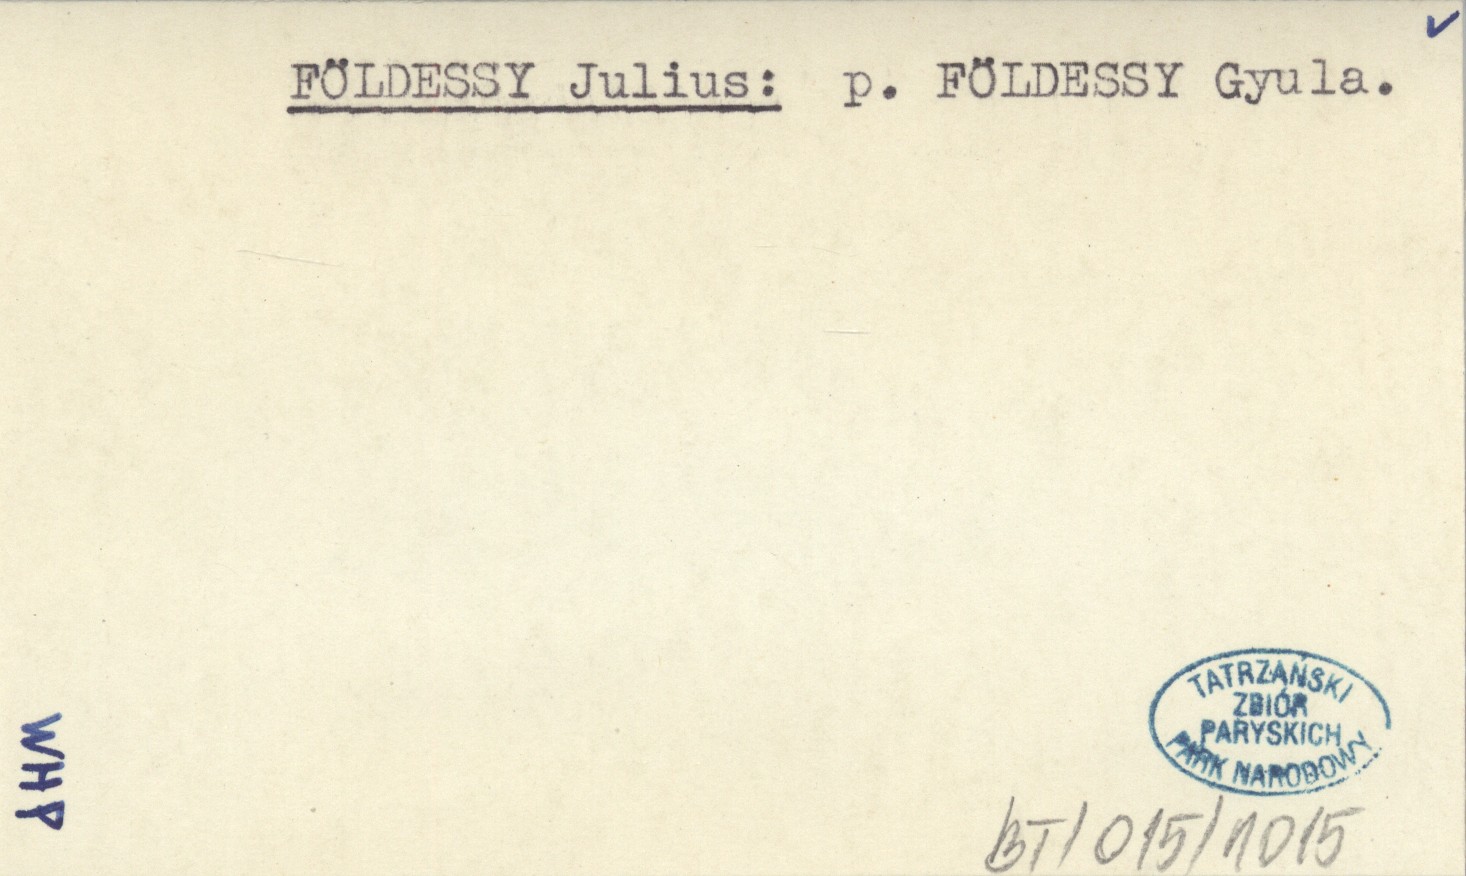 FÖLDESSY Julius: p. FÖLDESSY Gyula.
WHP
TATRZAŃSKI
ZBIÓR
PARYSKICH
PARK NARODOWY
BT/015/1015